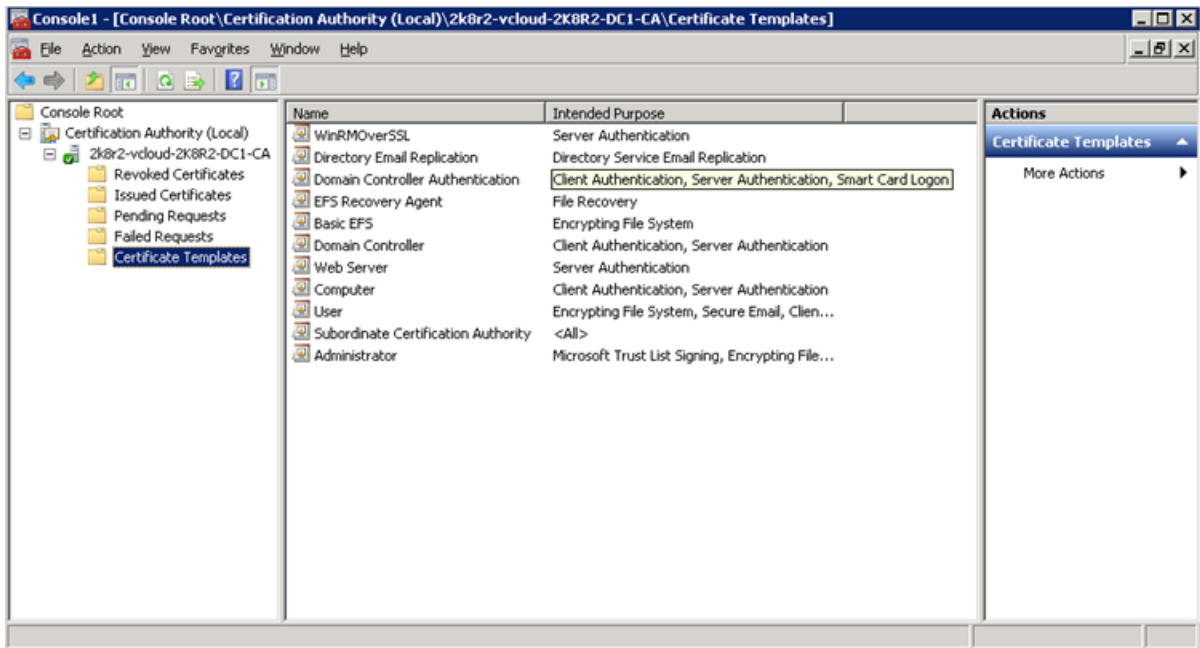 Console1 - [Console Root\Certification Authority (Local)\2k8r2-vcloud-2K8R2-DC1-CA\Certificate Templates]
File Action View Favorites Window Help
Console Root
Certification Authority (Local)
2k8r2-vcloud-2K8R2-DC1-CA
Revoked Certificates
Issued Certificates
Pending Requests
Failed Requests
Certificate Templates
Name Intended Purpose
WinRMOverSSL Server Authentication
Directory Email Replication Directory Service Email Replication
Domain Controller Authentication Client Authentication, Server Authentication, Smart Card Logon
EFS Recovery Agent File Recovery
Basic EFS Encrypting File System
Domain Controller Client Authentication, Server Authentication
Web Server Server Authentication
Computer Client Authentication, Server Authentication
User Encrypting File System, Secure Email, Clien...
Subordinate Certification Authority <All>
Administrator Microsoft Trust List Signing, Encrypting File...
Actions
Certificate Templates
More Actions